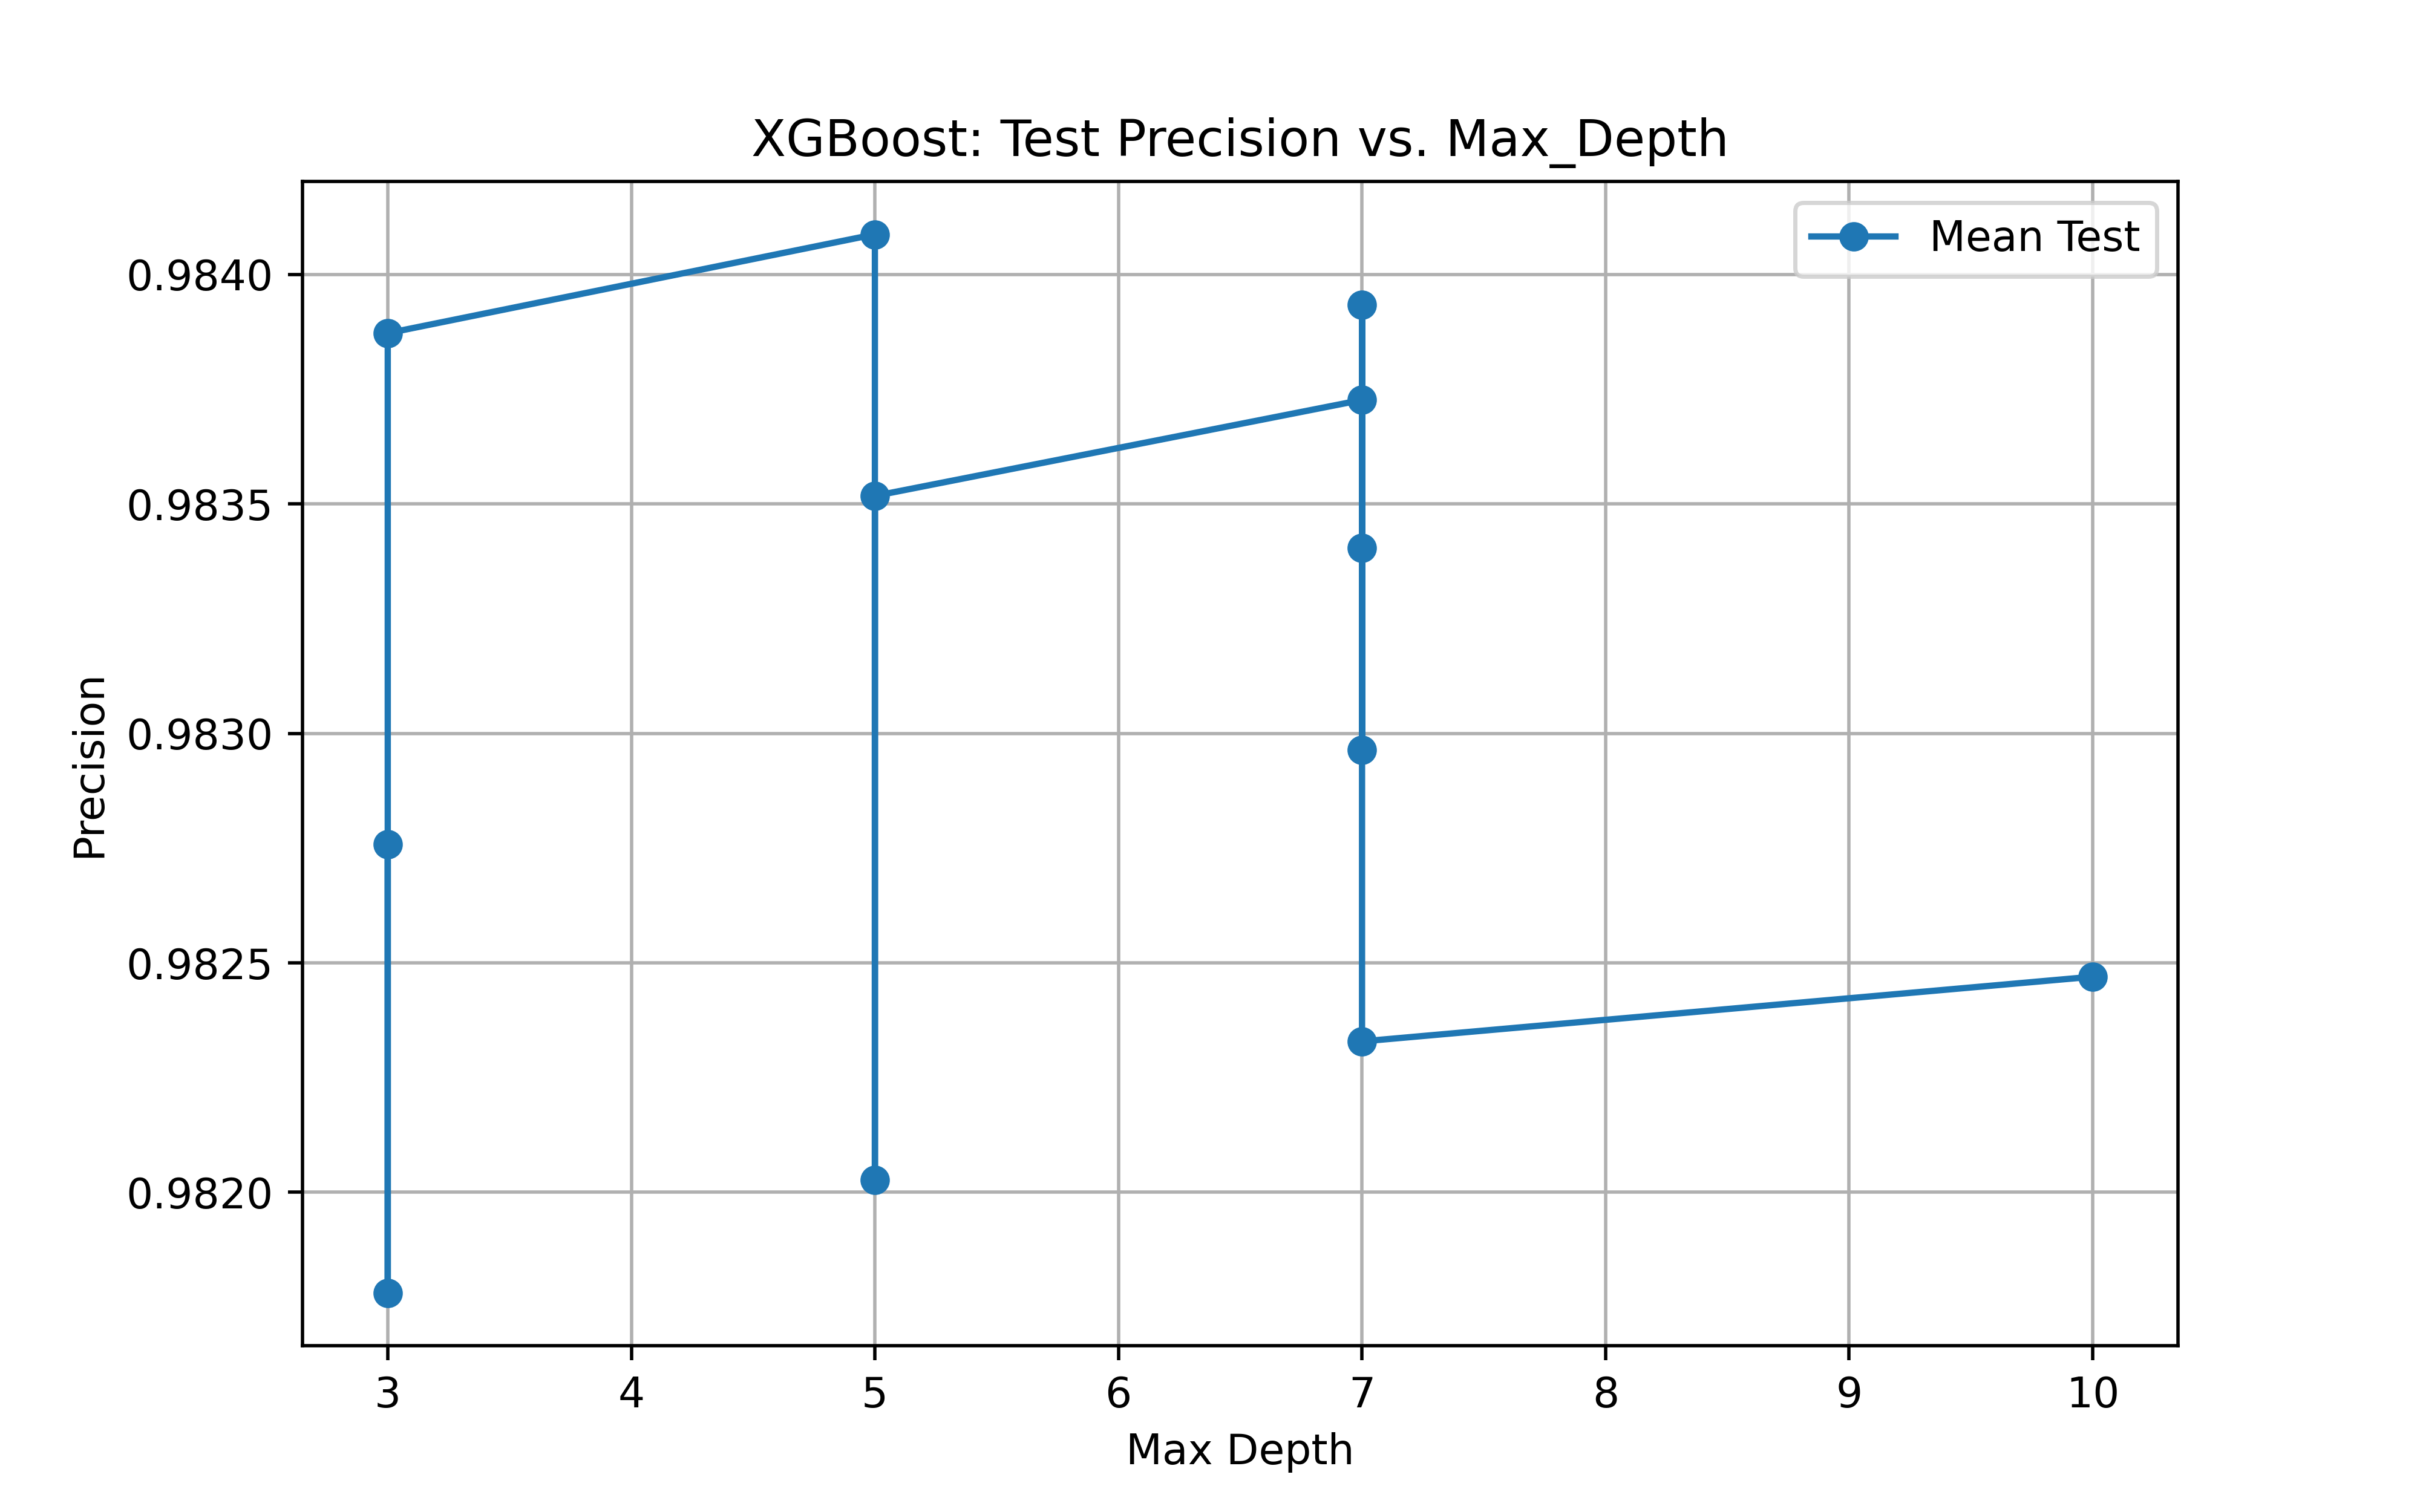 XGBoost: Test Precision vs. Max_Depth
Mean Test
Precision
0.9840
0.9835
0.9830
0.9825
0.9820
3 4 5 6 7 8 9 10
Max Depth